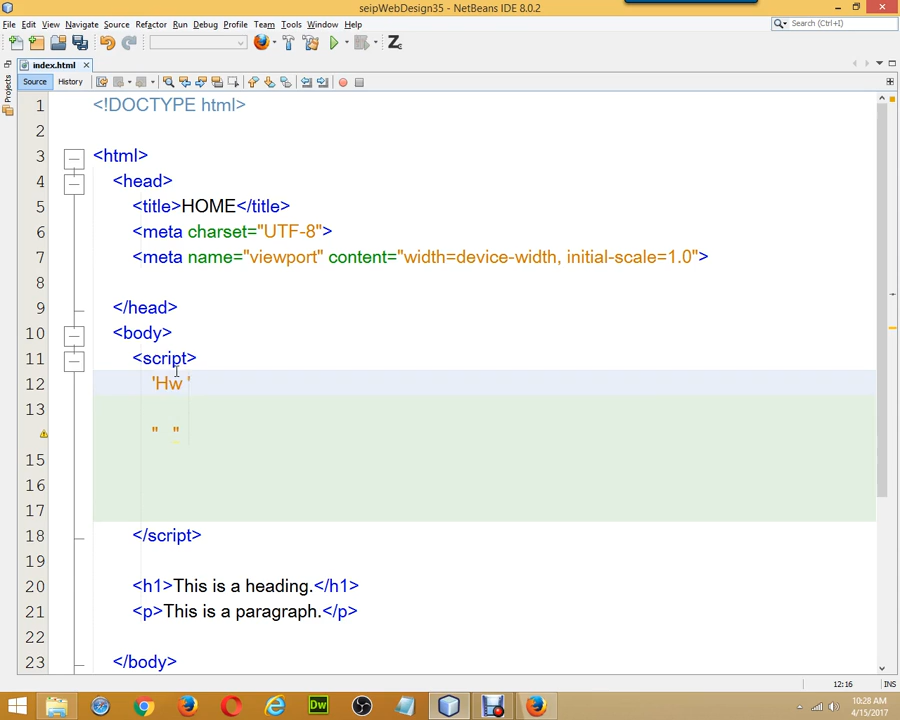 seipWebDesign35 - NetBeans IDE 8.0.2
File Edit View Navigate Source Refactor Run Debug Profile Team Tools Window Help
Search (Ctrl+I)
index.html
Source History
Projects
1 <!DOCTYPE html>
2
3 <html>
4 <head>
5 <title>HOME</title>
6 <meta charset="UTF-8">
7 <meta name="viewport" content="width=device-width, initial-scale=1.0">
8
9 </head>
10 <body>
11 <script>
12 'Hw '
13
" "
15
16
17
18 </script>
19
20 <h1>This is a heading.</h1>
21 <p>This is a paragraph.</p>
22
23 </body>
12:16 INS
Dw
10:28 AM
4/15/2017